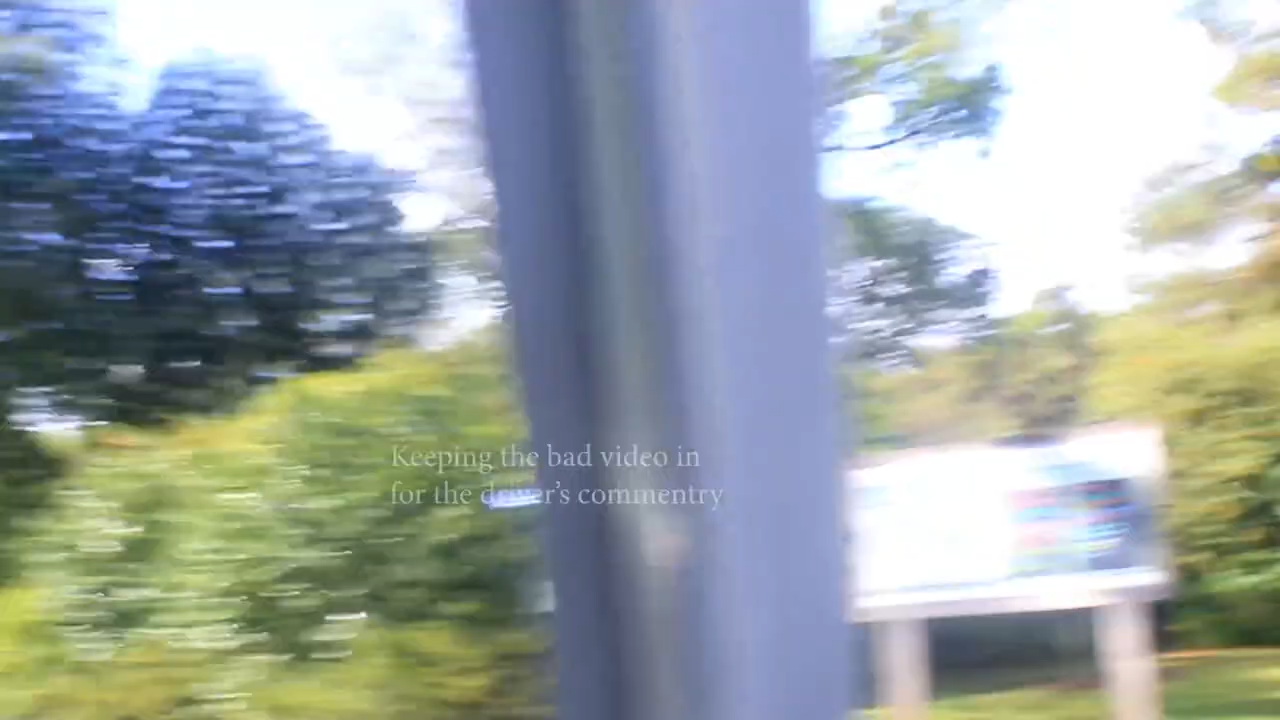 Keeping the bad video in
for the driver's commentry